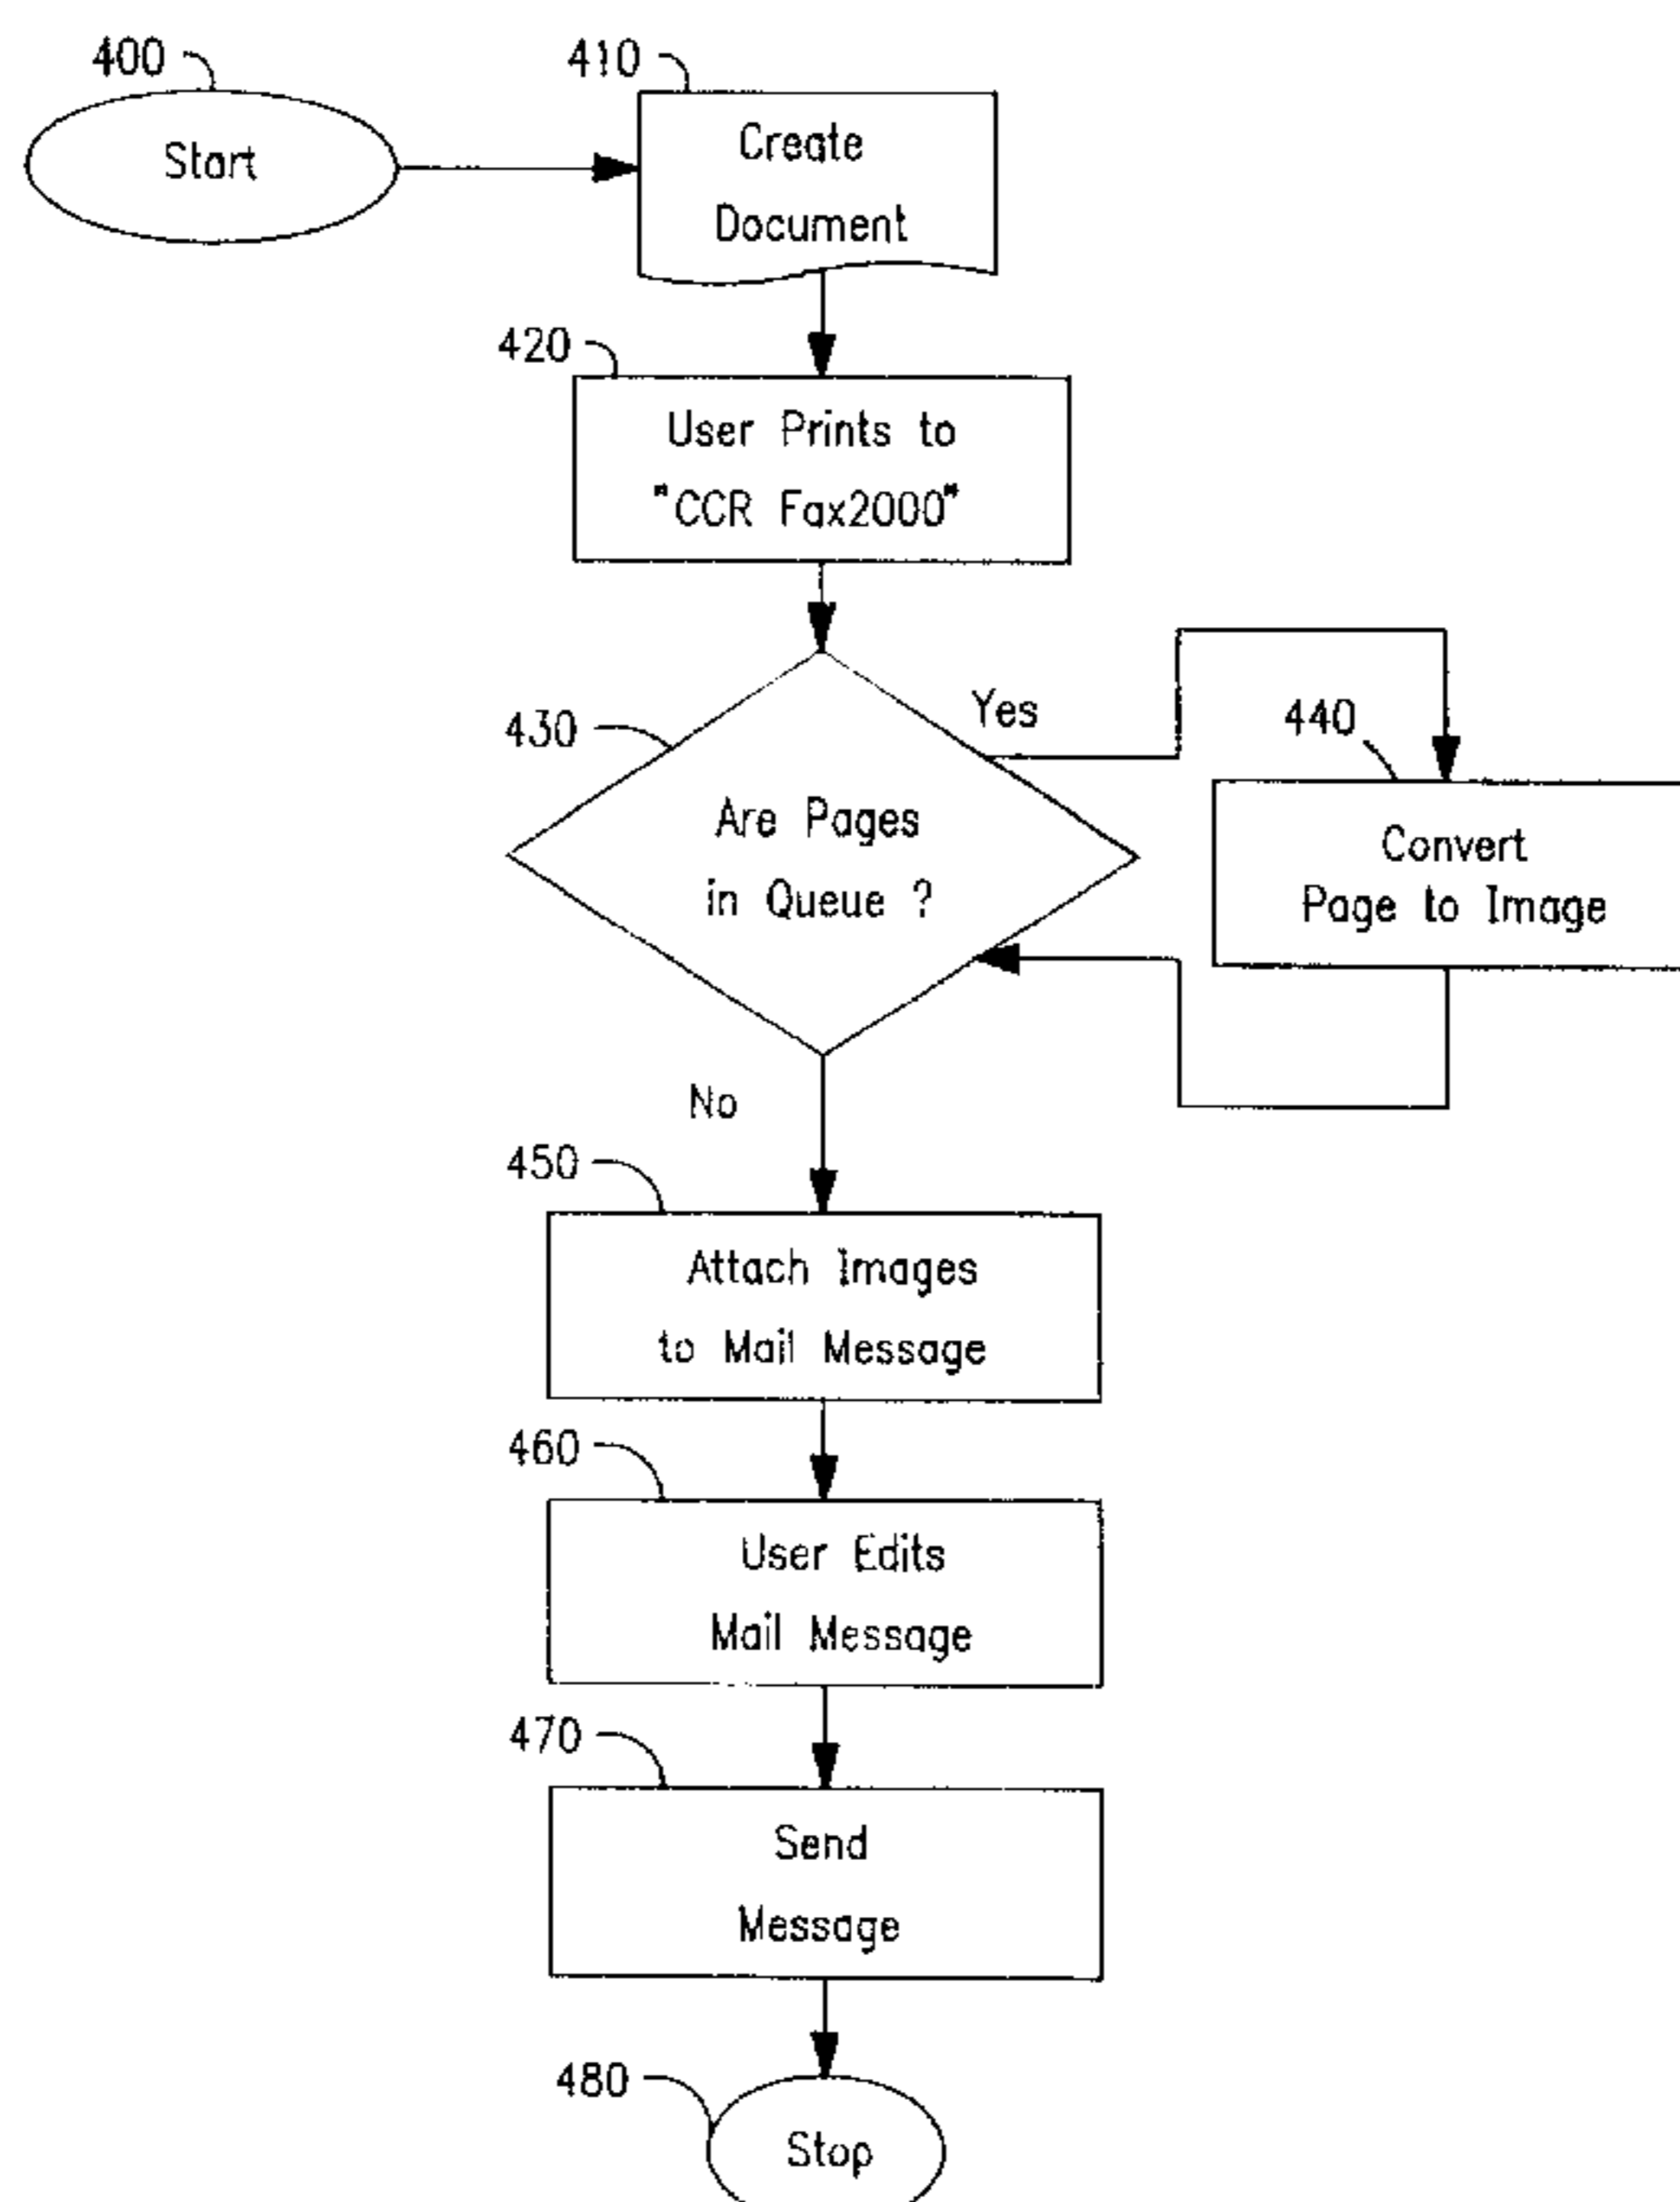 400
Start
410
Create
Document
420
User Prints to
"CCR Fax2000"
430
Are Pages
in Queue ?
Yes
440
Convert
Page to Image
No
450
Attach Images
to Mail Message
460
User Edits
Mail Message
470
Send
Message
480
Stop